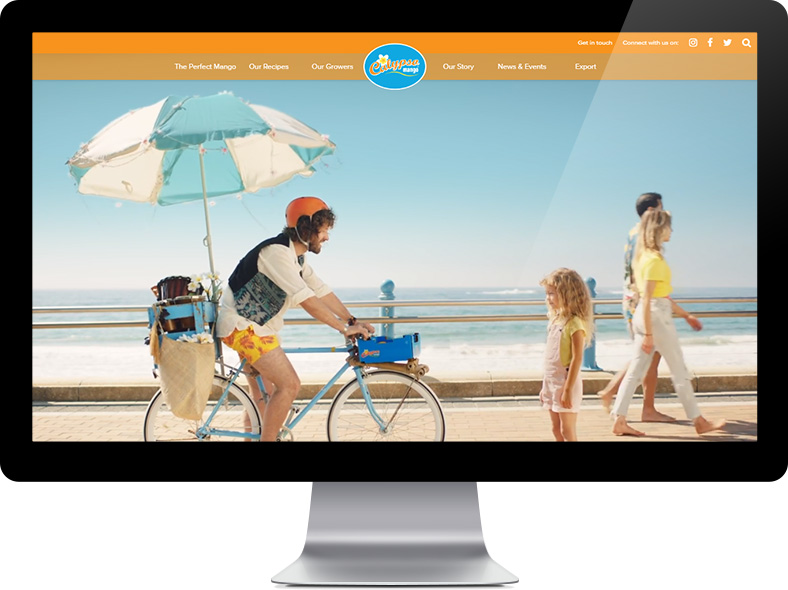 Get in touch Connect with us on:
The Perfect Mango Our Recipes Our Growers Calypso mango Our Story News & Events Export